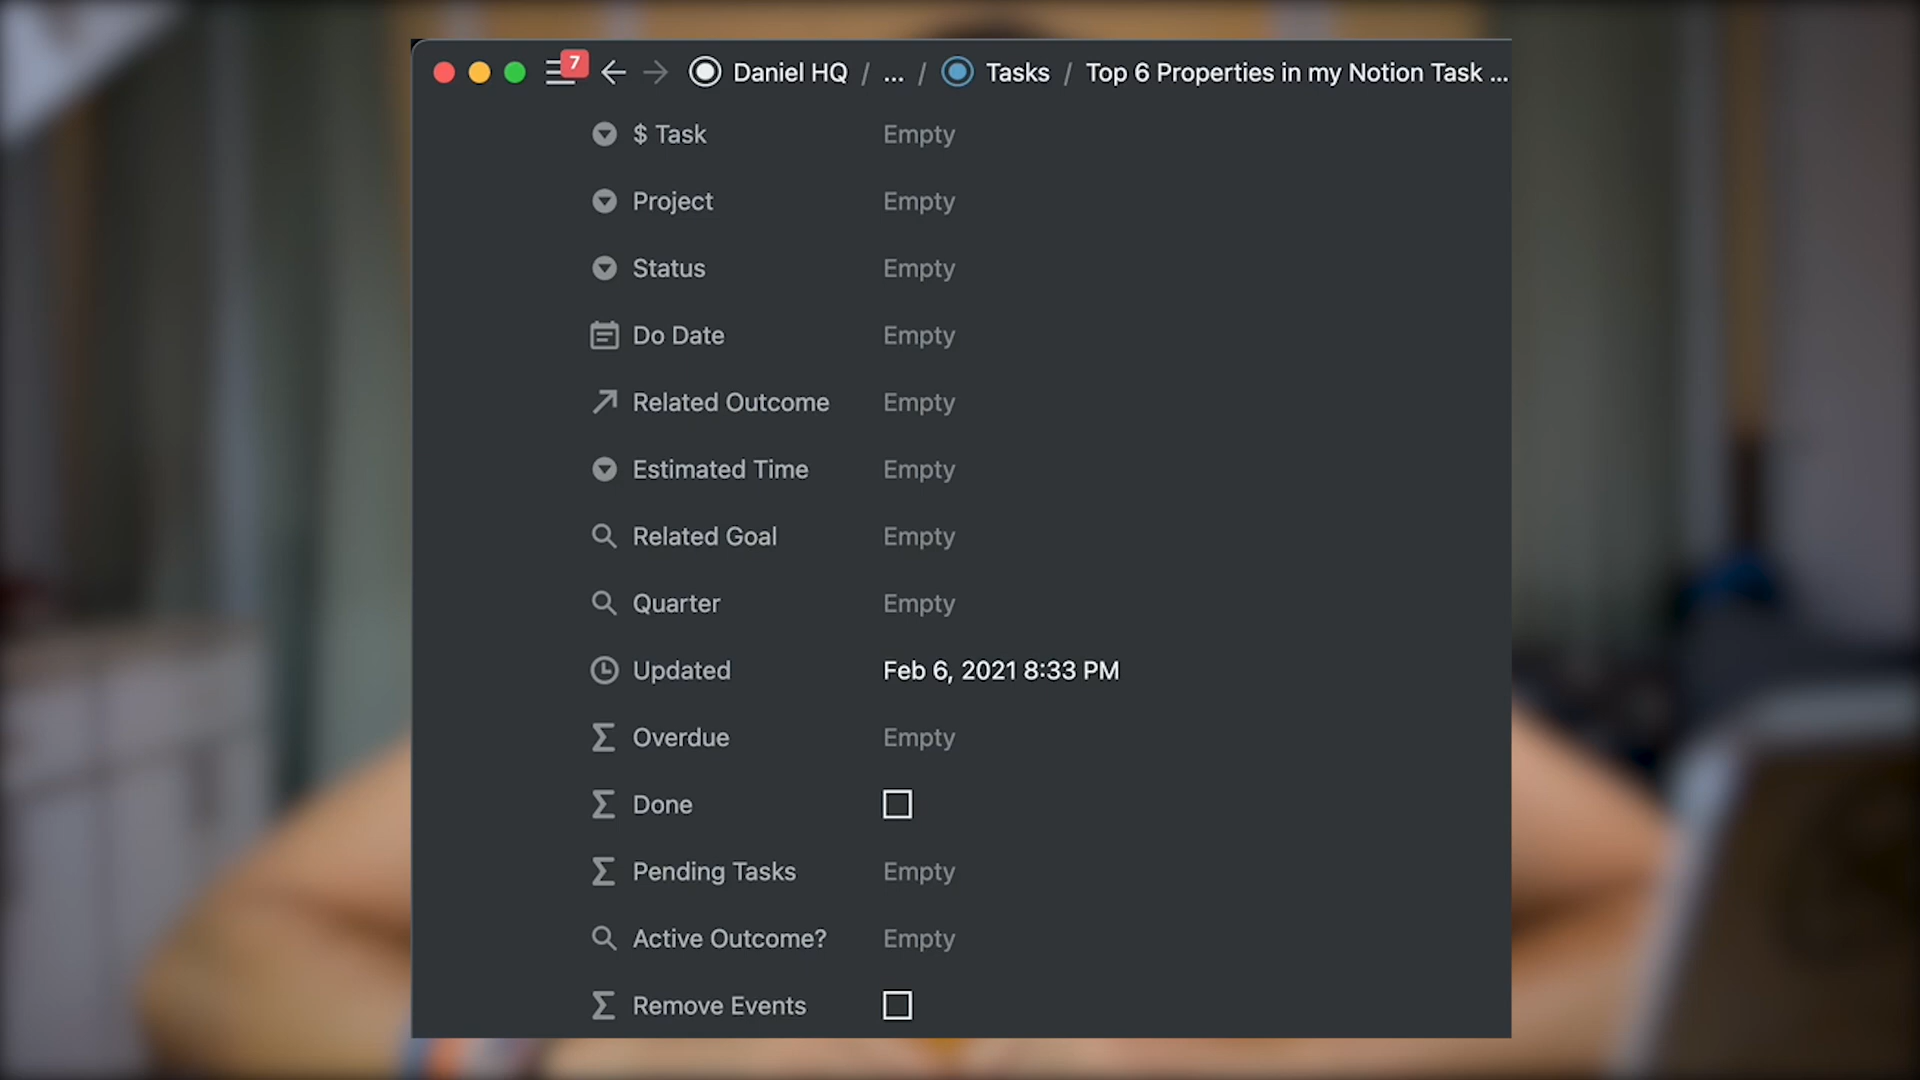 7
Daniel HQ / ... / Tasks / Top 6 Properties in my Notion Task ...
$ Task Empty
Project Empty
Status Empty
Do Date Empty
Related Outcome Empty
Estimated Time Empty
Related Goal Empty
Quarter Empty
Updated Feb 6, 2021 8:33 PM
Overdue Empty
Done
Pending Tasks Empty
Active Outcome? Empty
Remove Events